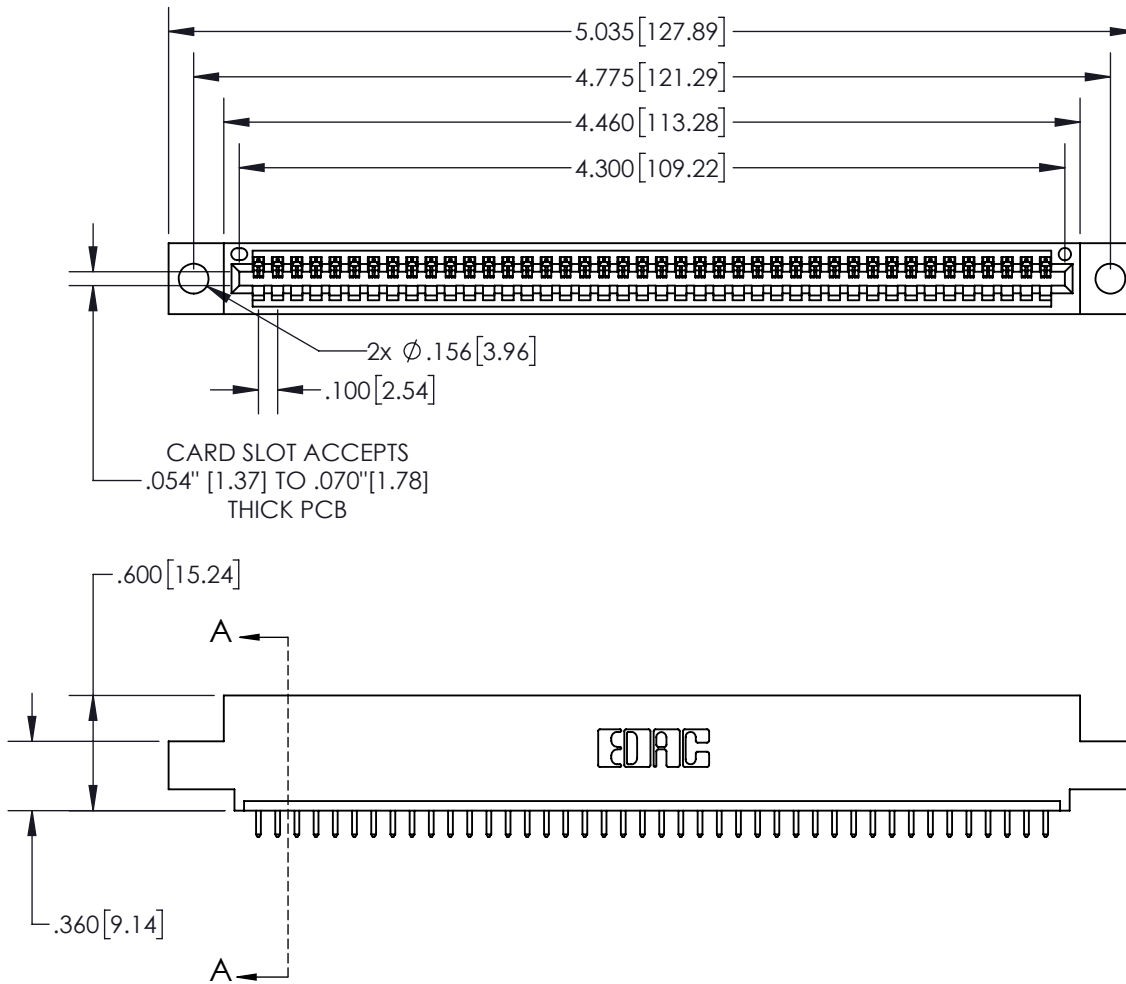 5.035[127.89]
4.775[121.29]
4.460[113.28]
4.300[109.22]
2x Ø.156[3.96]
.100[2.54]
CARD SLOT ACCEPTS
.054" [1.37] TO .070"[1.78]
THICK PCB
.600[15.24]
A
EDAC
.360[9.14]
A